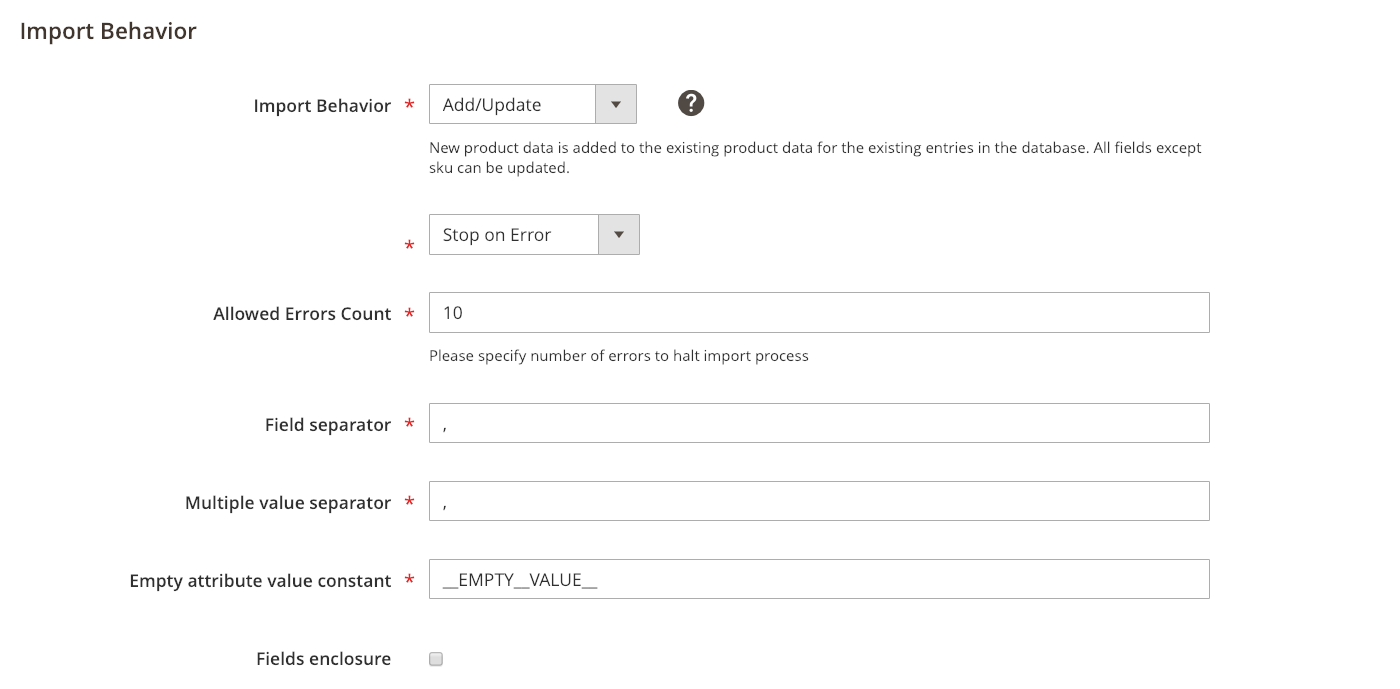 Import Behavior
Import Behavior * Add/Update ?
New product data is added to the existing product data for the existing entries in the database. All fields except
sku can be updated.
* Stop on Error
Allowed Errors Count * 10
Please specify number of errors to halt import process
Field separator * ,
Multiple value separator * ,
Empty attribute value constant * __EMPTY__VALUE__
Fields enclosure